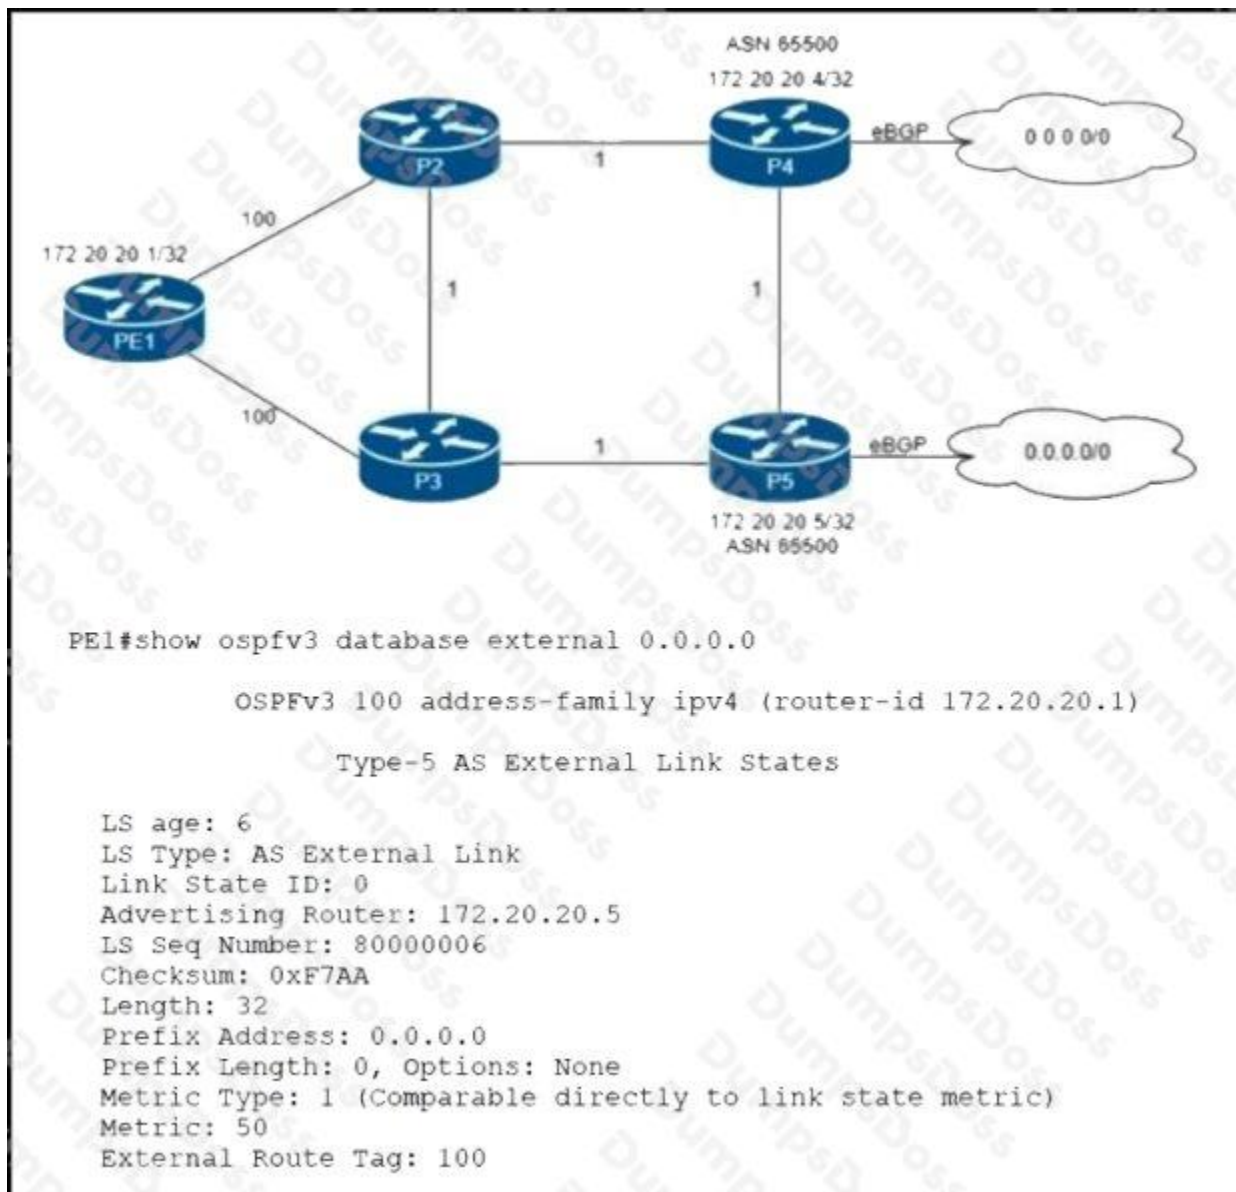 ASN 65500
172 20 20 4/32
eBGP
0 0 0 0/0
P2
1
P4
100
172 20 20 1/32
1
1
PE1
100
P3
1
P5
eBGP
0.0.0.0/0
172 20 20 5/32
ASN 65500
PE1#show ospfv3 database external 0.0.0.0
OSPFv3 100 address-family ipv4 (router-id 172.20.20.1)
Type-5 AS External Link States
LS age: 6
LS Type: AS External Link
Link State ID: 0
Advertising Router: 172.20.20.5
LS Seq Number: 80000006
Checksum: 0xF7AA
Length: 32
Prefix Address: 0.0.0.0
Prefix Length: 0, Options: None
Metric Type: 1 (Comparable directly to link state metric)
Metric: 50
External Route Tag: 100
DumpsDoss